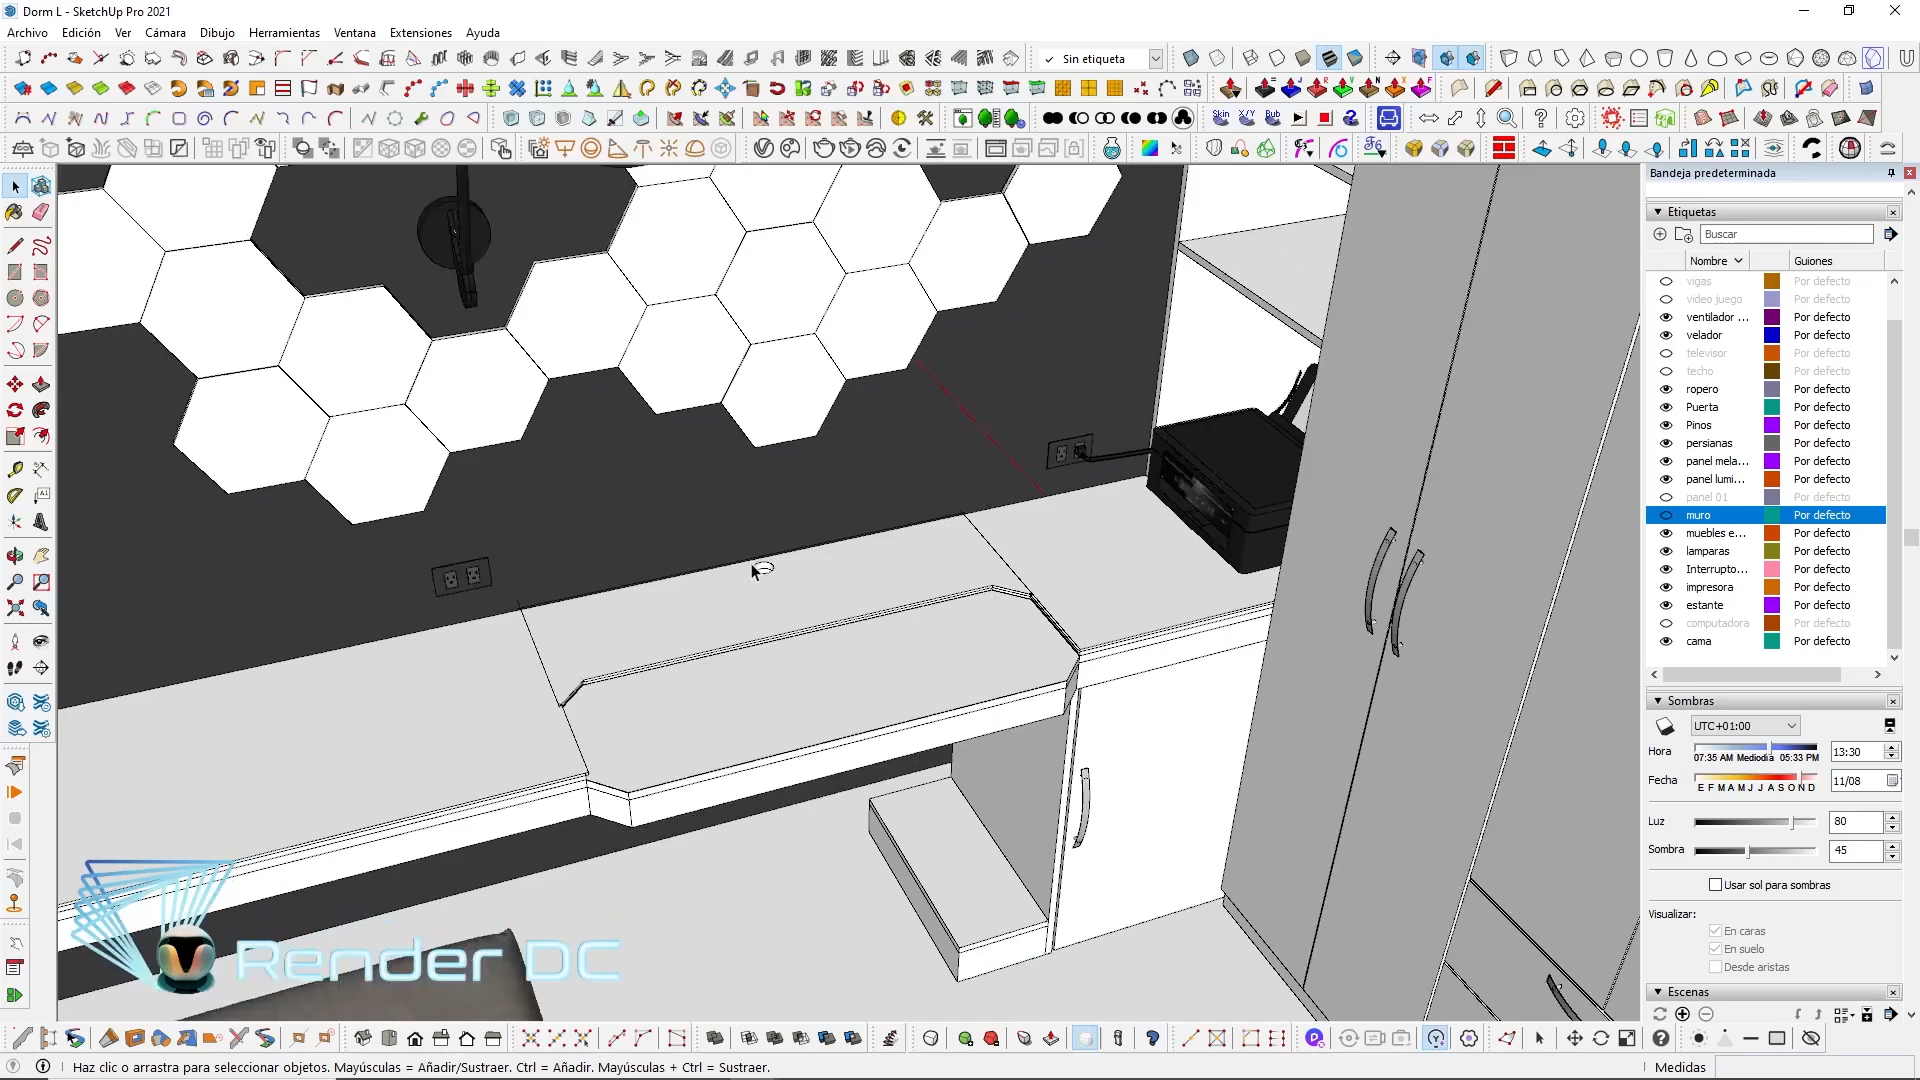 Dorm L - SketchUp Pro 2021
Archivo Edición Ver Cámara Dibujo Herramientas Ventana Extensiones Ayuda
✓ Sin etiqueta
Skin X/Y Bub
Bandeja predeterminada
Etiquetas
Buscar
Nombre Guiones
vigas Por defecto
video juego Por defecto
ventilador ... Por defecto
velador Por defecto
televisor Por defecto
techo Por defecto
ropero Por defecto
Puerta Por defecto
Pinos Por defecto
persianas Por defecto
panel mela... Por defecto
panel lumi... Por defecto
panel 01 Por defecto
muro Por defecto
muebles e... Por defecto
lamparas Por defecto
Interrupto... Por defecto
impresora Por defecto
estante Por defecto
computadora Por defecto
cama Por defecto
Sombras
UTC+01:00
Hora 13:30
07:35 AM Mediodía 05:33 PM
Fecha 11/08
E F M A M J J A S O N D
Luz 80
Sombra 45
Usar sol para sombras
Visualizar:
En caras
En suelo
Desde aristas
Escenas
Render DC
Haz clic o arrastra para seleccionar objetos. Mayúsculas = Añadir/Sustraer. Ctrl = Añadir. Mayúsculas + Ctrl = Sustraer.
Medidas